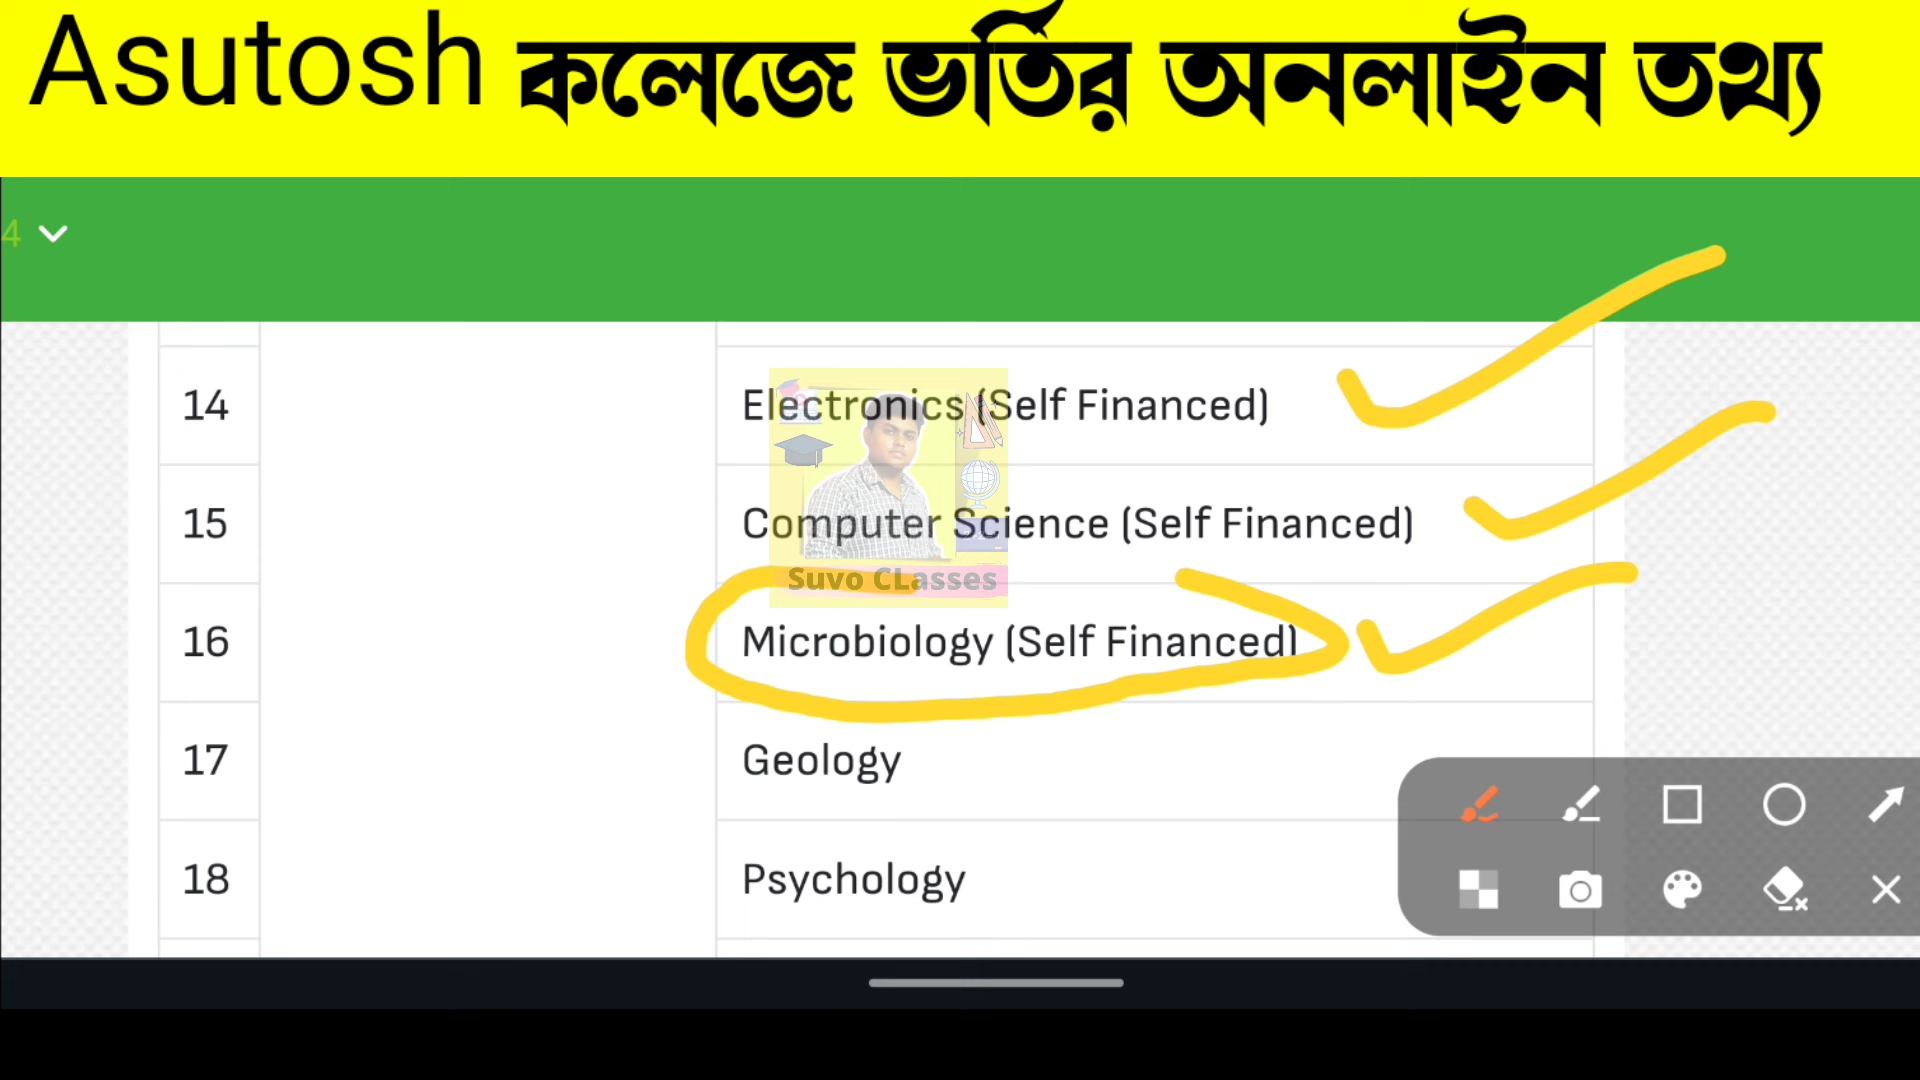 Asutosh কলেজে ভর্তির অনলাইন তথ্য
4
14 Electronics (Self Financed)
15 Computer Science (Self Financed)
Suvo CLasses
16 Microbiology (Self Financed)
17 Geology
18 Psychology